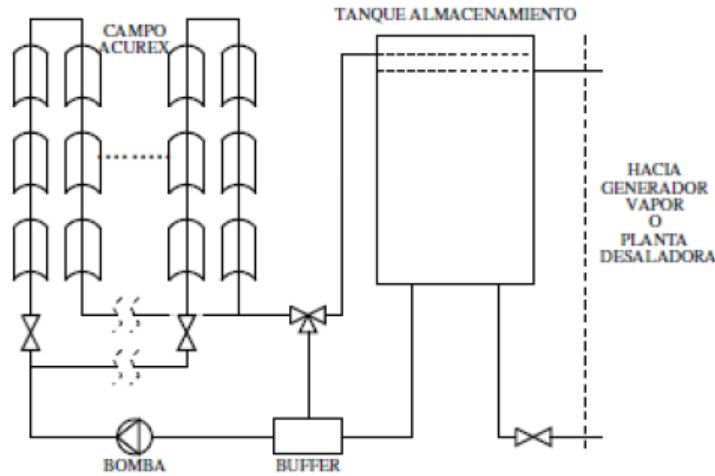 TANQUE ALMACENAMIENTO
CAMPO
ACUREX
HACIA
GENERADOR
VAPOR
O
PLANTA
DESALADORA
BOMBA
BUFFER